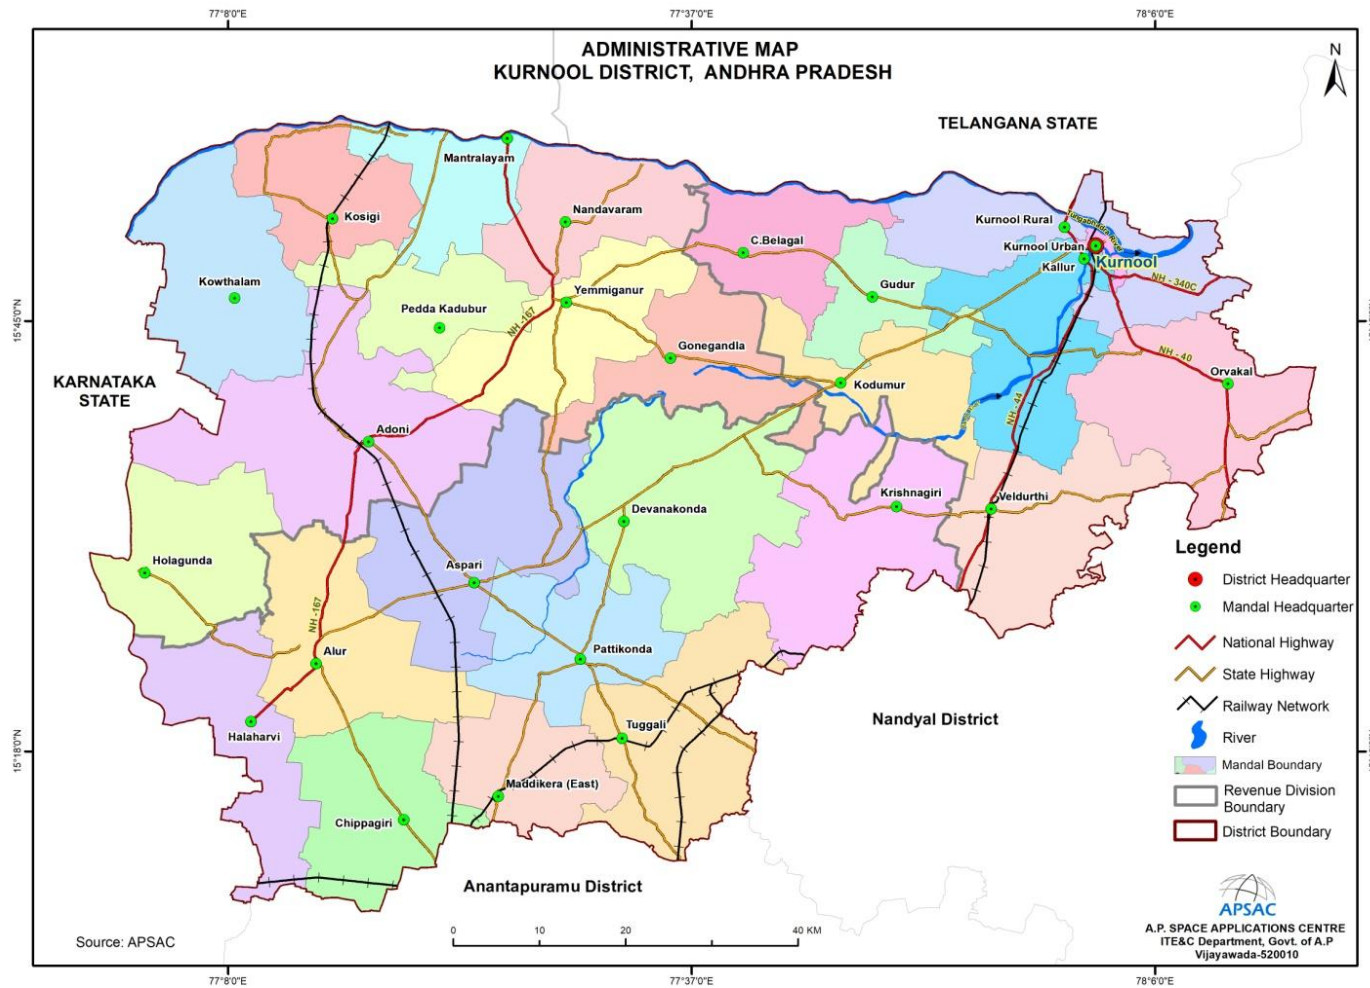 77°8'0"E
77°37'0"E
78°6'0"E
ADMINISTRATIVE MAP
KURNOOL DISTRICT, ANDHRA PRADESH
N
TELANGANA STATE
Mantralayam
Kosigi
Nandavaram
Kurnool Rural
Tungabhadra River
C.Belagal
Kurnool Urban
Kurnool
Kallur
Kowthalam
Yemmiganur
Gudur
NH - 340C
Pedda Kadubur
NH -167
15°45'0"N
Gonegandla
NH - 40
KARNATAKA
STATE
Kodumur
Orvakal
NH - 44
Adoni
Krishnagiri
Veldurthi
Devanakonda
Holagunda
Aspari
NH -167
Alur
Pattikonda
Halaharvi
Tuggali
Nandyal District
15°18'0"N
Maddikera (East)
Chippagiri
Anantapuramu District
Legend
District Headquarter
Mandal Headquarter
National Highway
State Highway
Railway Network
River
Mandal Boundary
Revenue Division
Boundary
District Boundary
APSAC
A.P. SPACE APPLICATIONS CENTRE
ITE&C Department, Govt. of A.P
Vijayawada-520010
Source: APSAC
0 10 20 40 KM
77°8'0"E
77°37'0"E
78°6'0"E